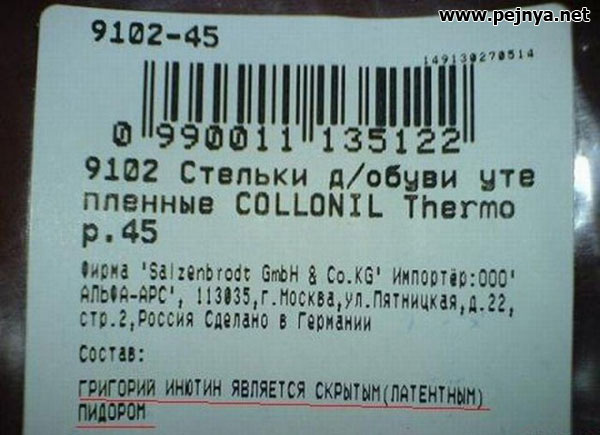 www.pejnya.net
9102-45
149130270514
0 990011 135122
9102 Стельки д/обуви уте
пленные COLLONIL Thermo
р.45
Фирма 'Salzenbrodt GmbH & Co.KG' Импортёр:ООО'
АЛЬФА-АРС', 113035,г.Москва,ул.Пятницкая,д.22,
стр.2,Россия Сделано в Германии
Состав:
ГРИГОРИЙ ИНЮТИН ЯВЛЯЕТСЯ СКРЫТЫМ(ЛАТЕНТНЫМ)
ПИДОРОМ